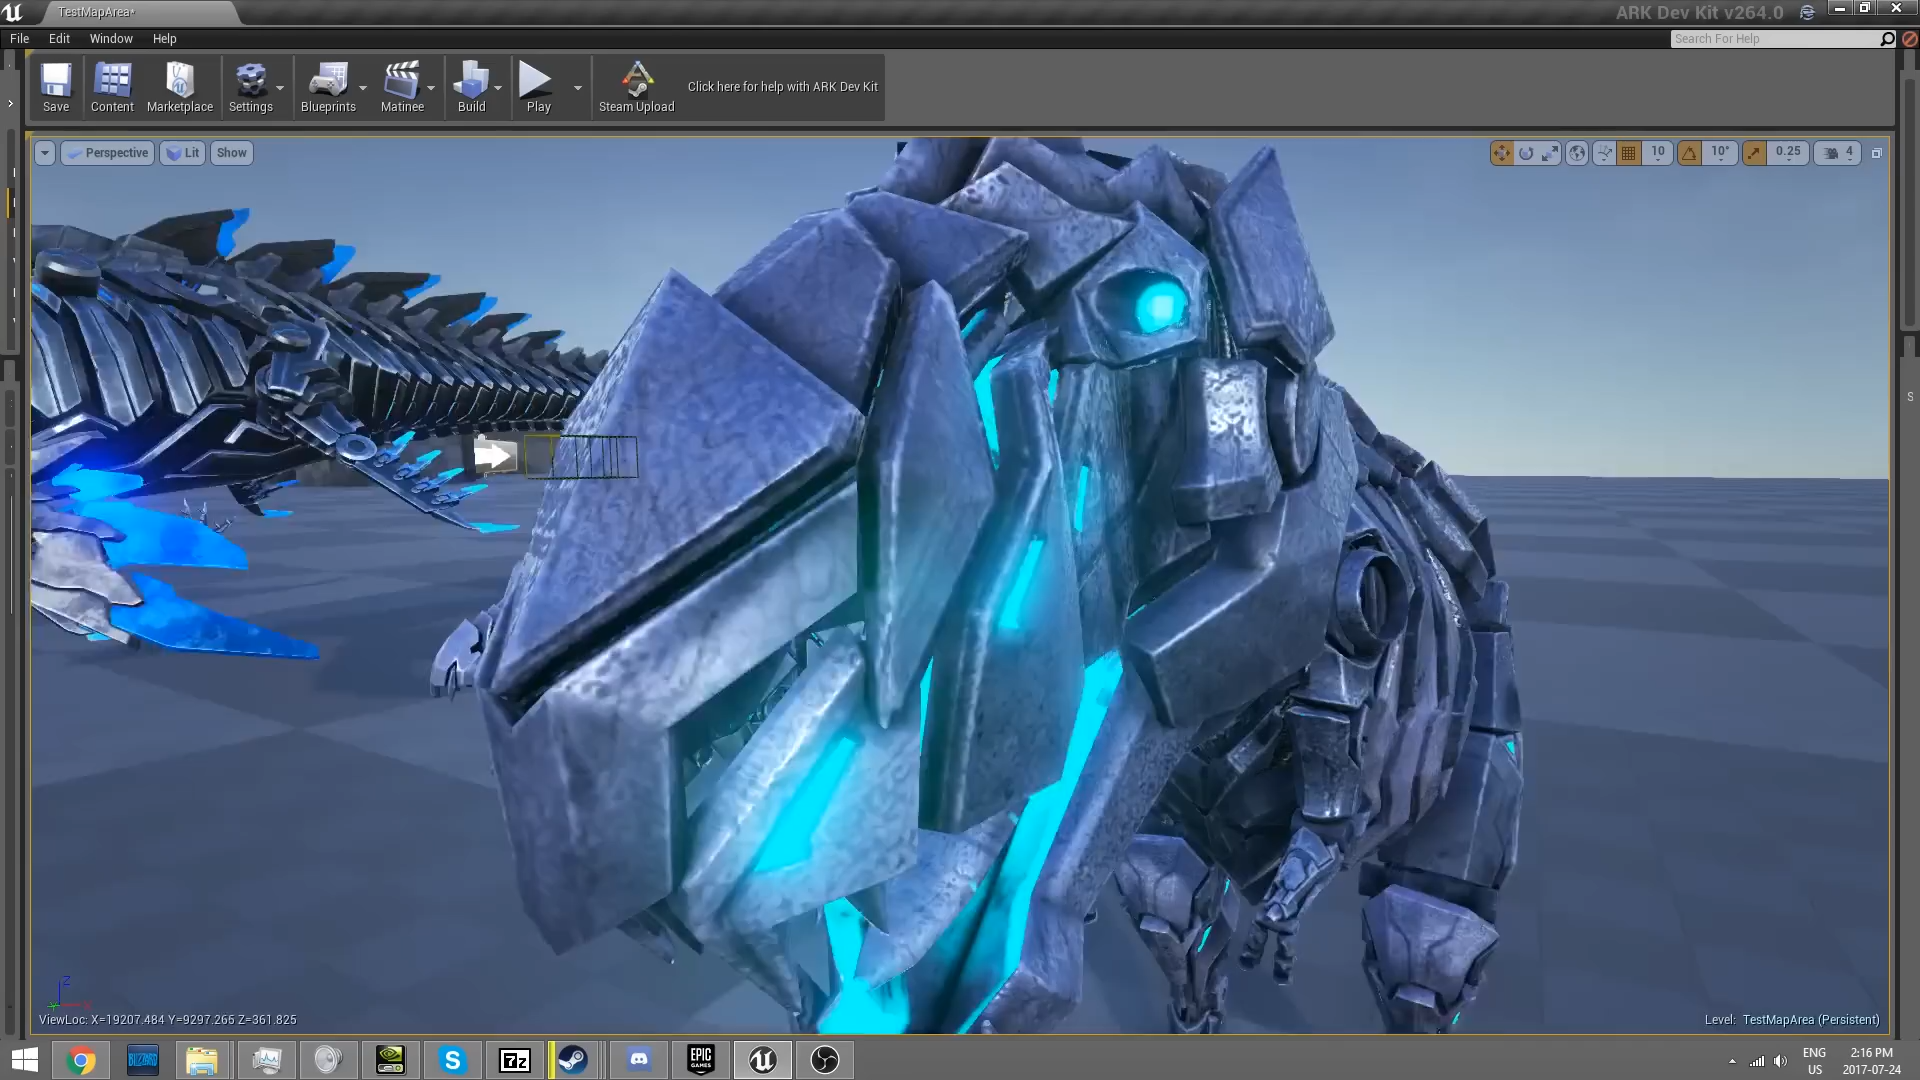 TestMapArea*
ARK Dev Kit v264.0
File Edit Window Help
Search For Help
Save Content Marketplace Settings Blueprints Matinee Build Play Steam Upload
Click here for help with ARK Dev Kit
Perspective Lit Show
10 10° 0.25 4
S
Z
ViewLoc: X=19207.484 Y=9297.265 Z=361.825
Level: TestMapArea (Persistent)
BLIZZARD
S
7z
EPIC GAMES
ENG 2:16 PM
US 2017-07-24